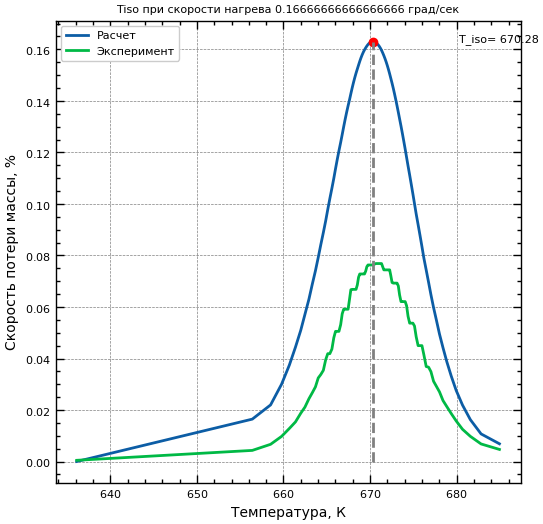 Tiso при скорости нагрева 0.16666666666666666 град/сек
Расчет
Эксперимент
T_iso= 670.28
0.16
0.14
0.12
0.10
0.08
0.06
0.04
0.02
0.00
Скорость потери массы, %
640 650 660 670 680
Температура, К